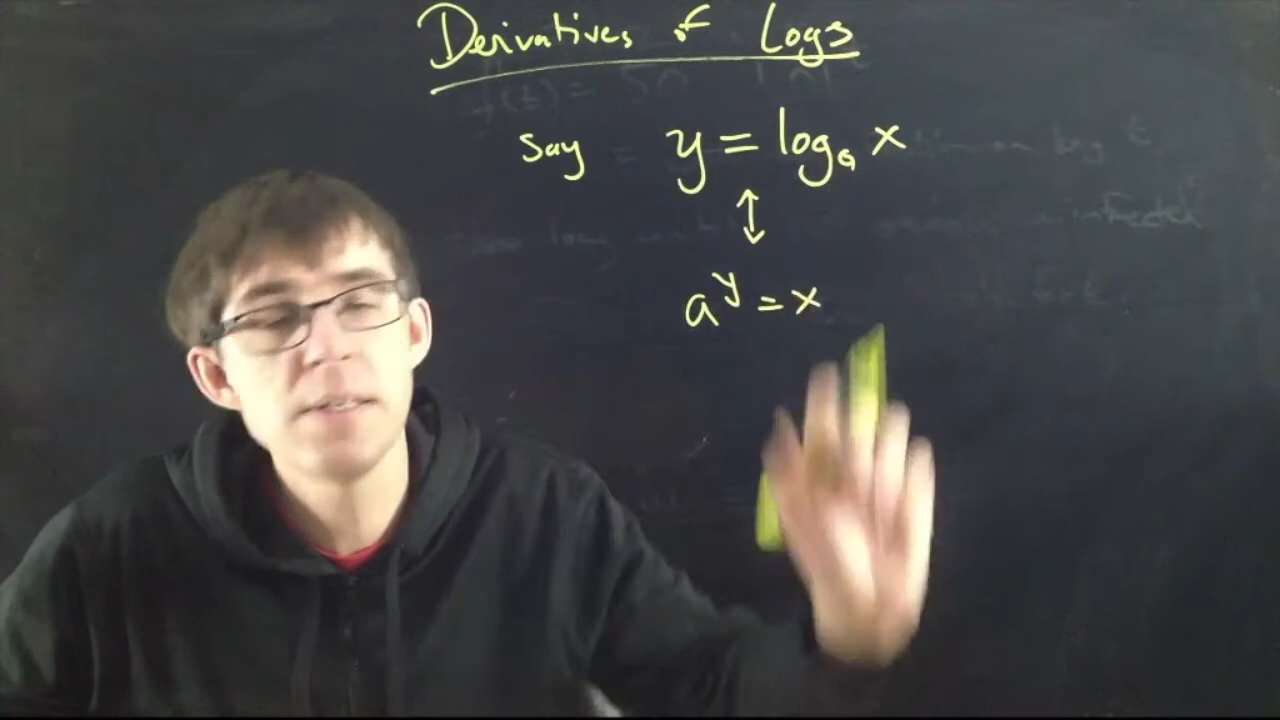 Derivatives of Logs
Say y = logₐ x
↕
aʸ = x